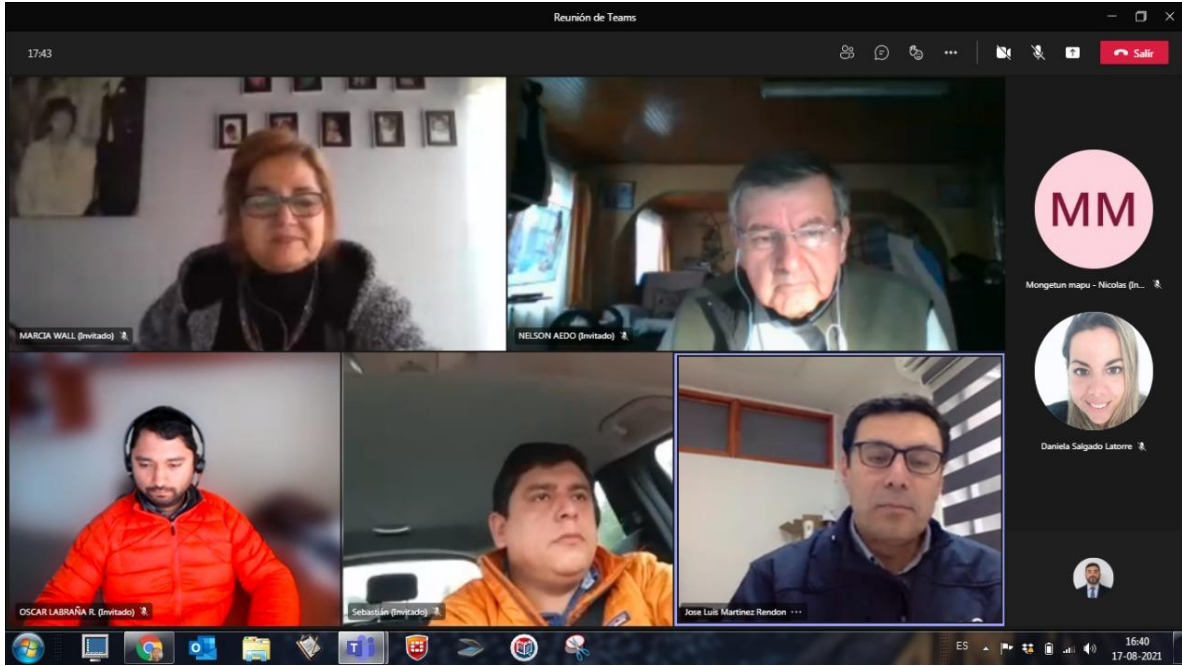 Reunión de Teams
17:43
Salir
MARCIA WALL (Invitado)
NELSON AEDO (Invitado)
MM
Mongetun mapu - Nicolas (In...
Daniela Salgado Latorre
OSCAR LABRAÑA R. (Invitado)
Sebastián (Invitado)
Jose Luis Martinez Rendon
ES
16:40
17-08-2021